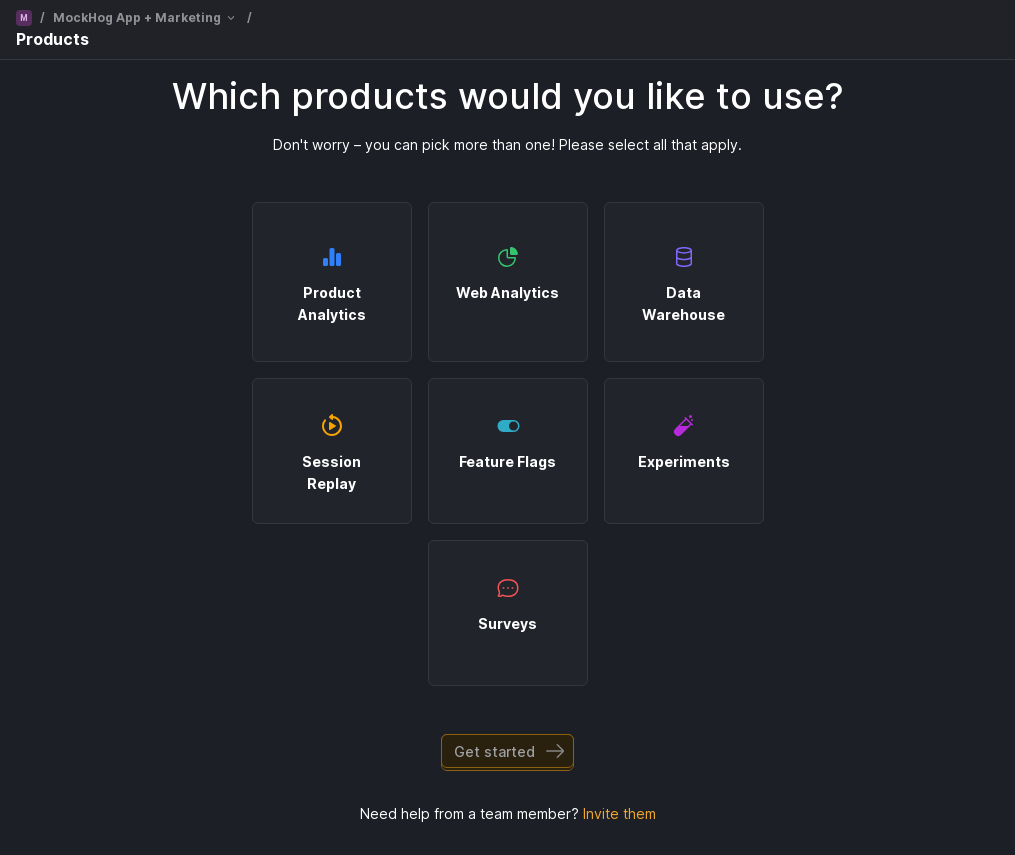 M / MockHog App + Marketing /
Products
Which products would you like to use?
Don't worry – you can pick more than one! Please select all that apply.
Product
Analytics
Web Analytics
Data
Warehouse
Session
Replay
Feature Flags
Experiments
Surveys
Get started
Need help from a team member? Invite them